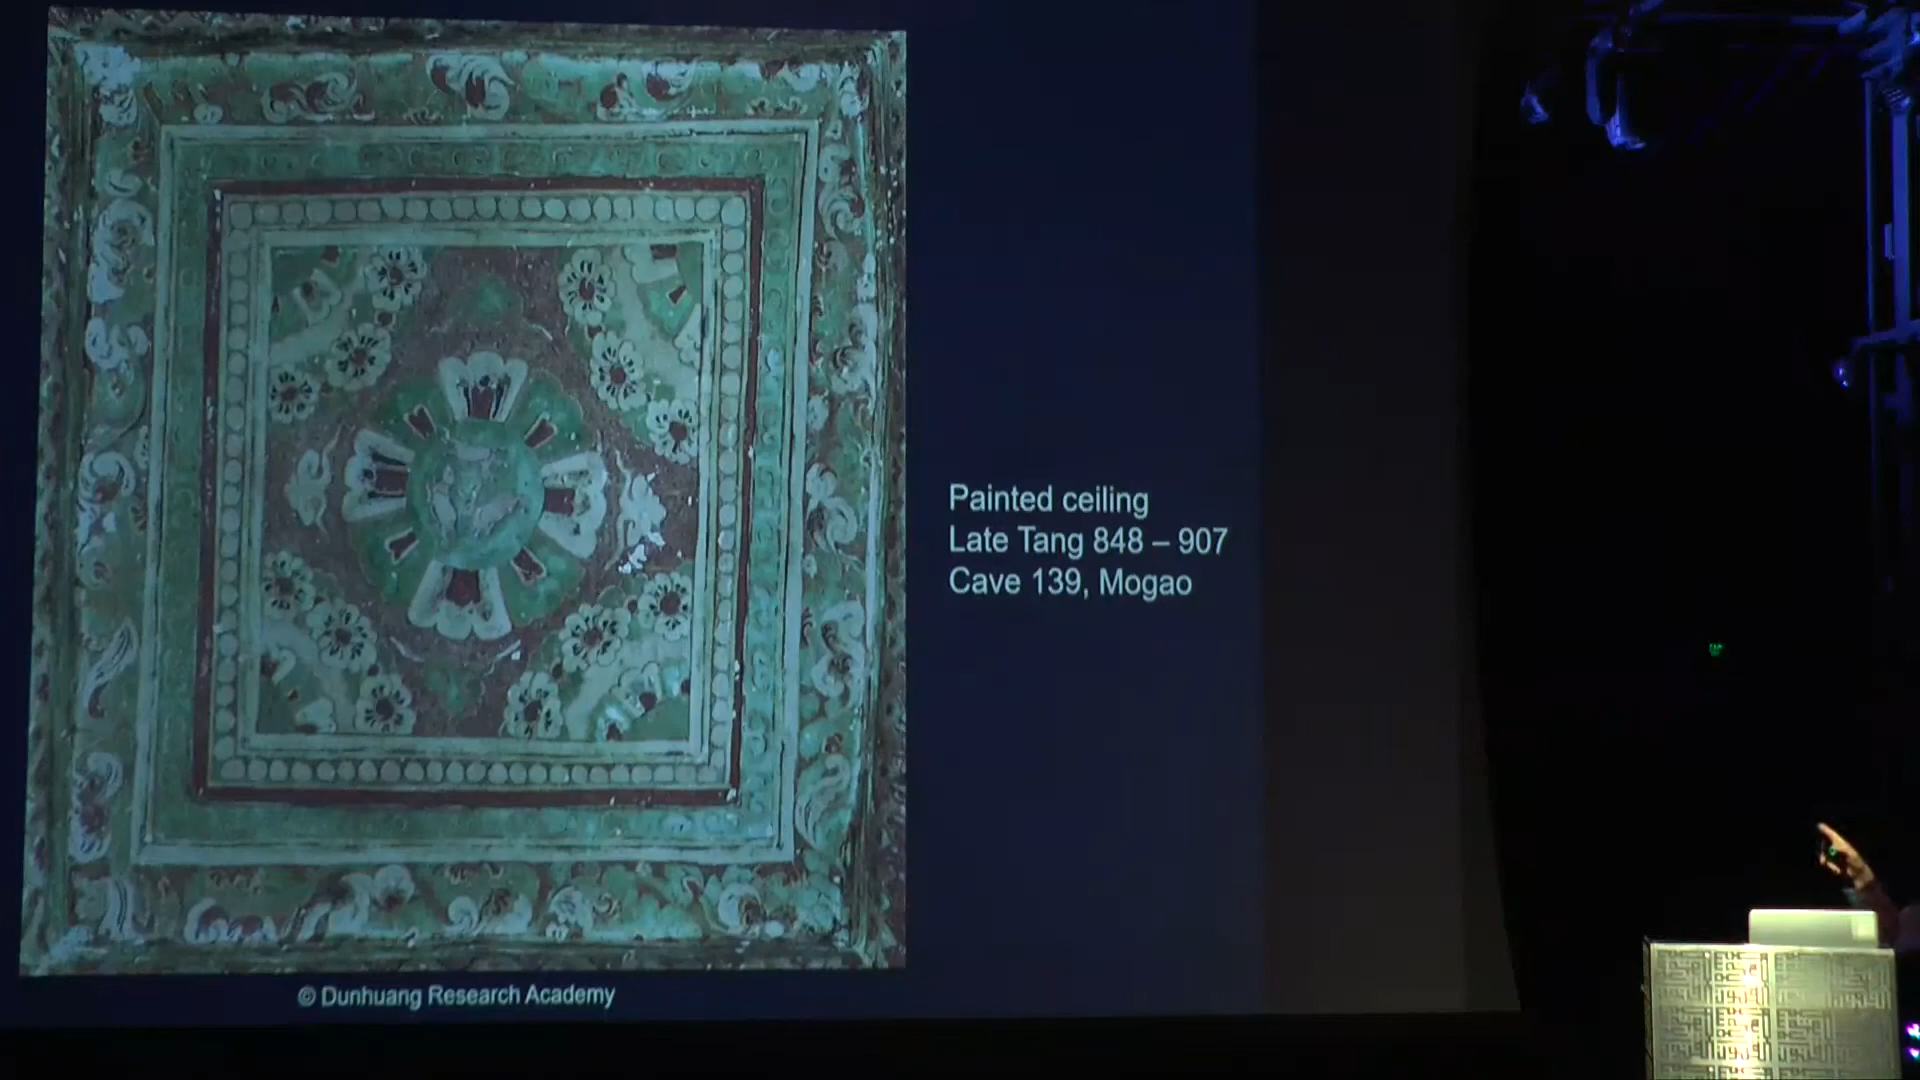 Painted ceiling
Late Tang 848 – 907
Cave 139, Mogao
© Dunhuang Research Academy